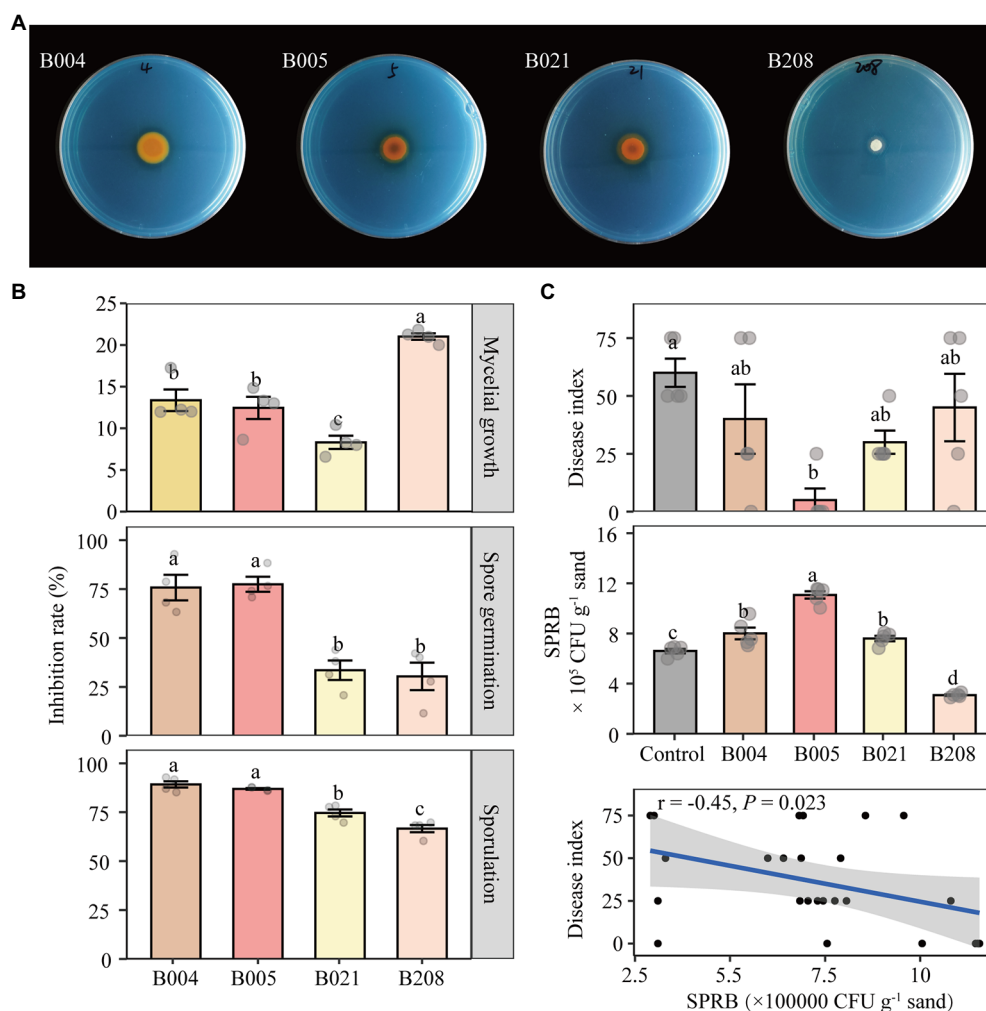 A
B004 B005 B021 B208
4 5 21 208
B
Inhibition rate (%)
25
20
15
10
5
0
b b c a
Mycelial growth
100
75
50
25
0
a a b b
Spore germination
100
75
50
25
0
a a b c
Sporulation
B004 B005 B021 B208
C
Disease index
75
50
25
0
a ab b ab ab
SPRB
× 10⁵ CFU g⁻¹ sand
16
12
8
4
0
c b a b d
Control B004 B005 B021 B208
r = -0.45, P = 0.023
Disease index
75
50
25
0
2.5 5.5 7.5 10
SPRB (×100000 CFU g⁻¹ sand)